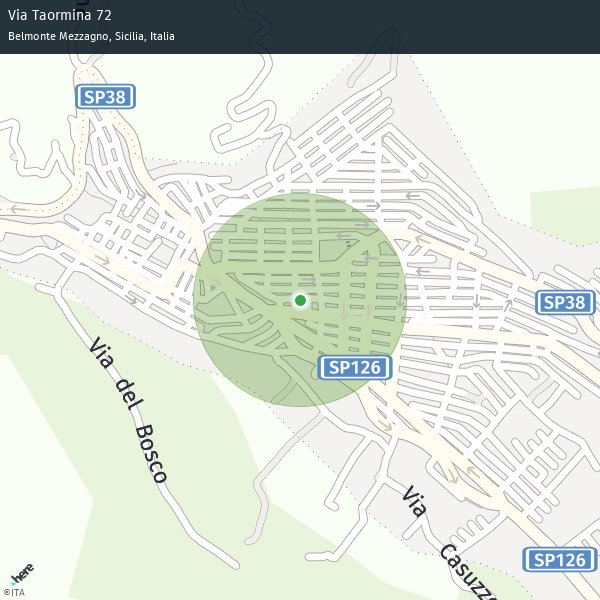 Via Taormina 72
Belmonte Mezzagno, Sicilia, Italia
SP38
SP38
SP126
Via del Bosco
Via Casuzze
SP126
here
©ITA